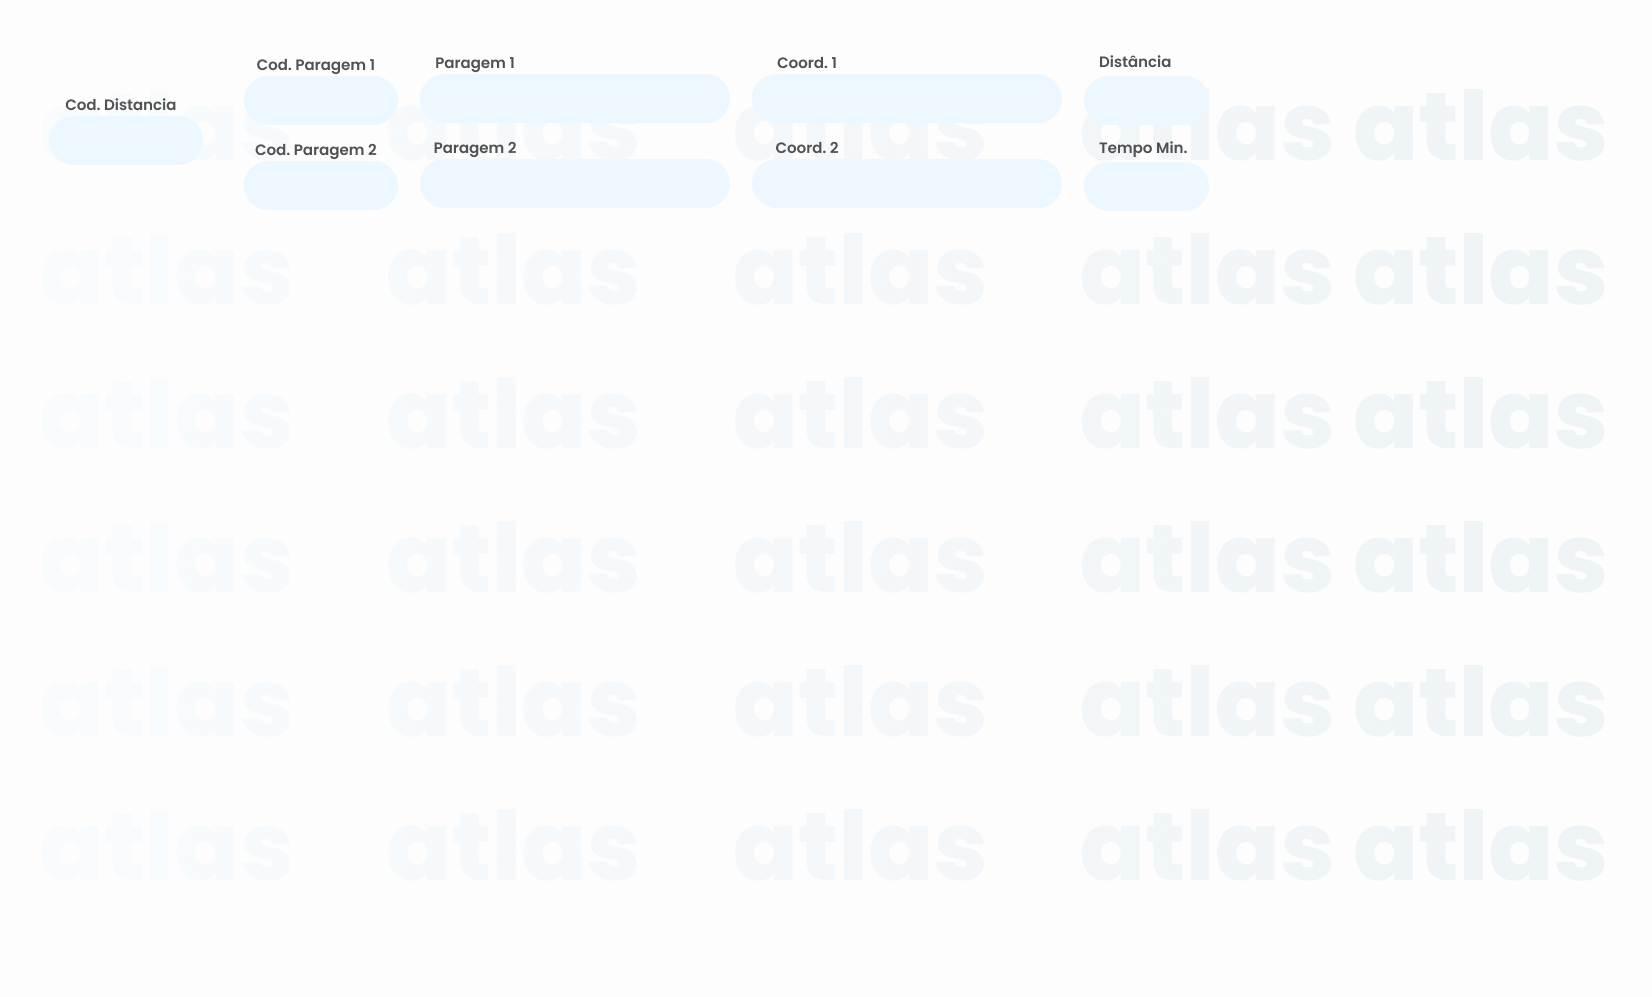 Cod. Distancia
Cod. Paragem 1
Paragem 1
Coord. 1
Distância
Cod. Paragem 2
Paragem 2
Coord. 2
Tempo Min.
atlas atlas atlas atlas atlas
atlas atlas atlas atlas atlas
atlas atlas atlas atlas atlas
atlas atlas atlas atlas atlas
atlas atlas atlas atlas atlas
atlas atlas atlas atlas atlas